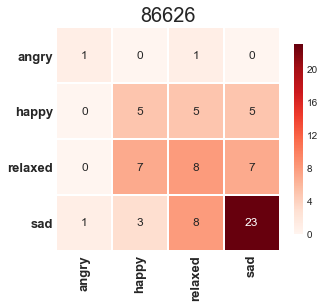 86626
angry 1 0 1 0
happy 0 5 5 5
relaxed 0 7 8 7
sad 1 3 8 23
angry happy relaxed sad
20
16
12
8
4
0